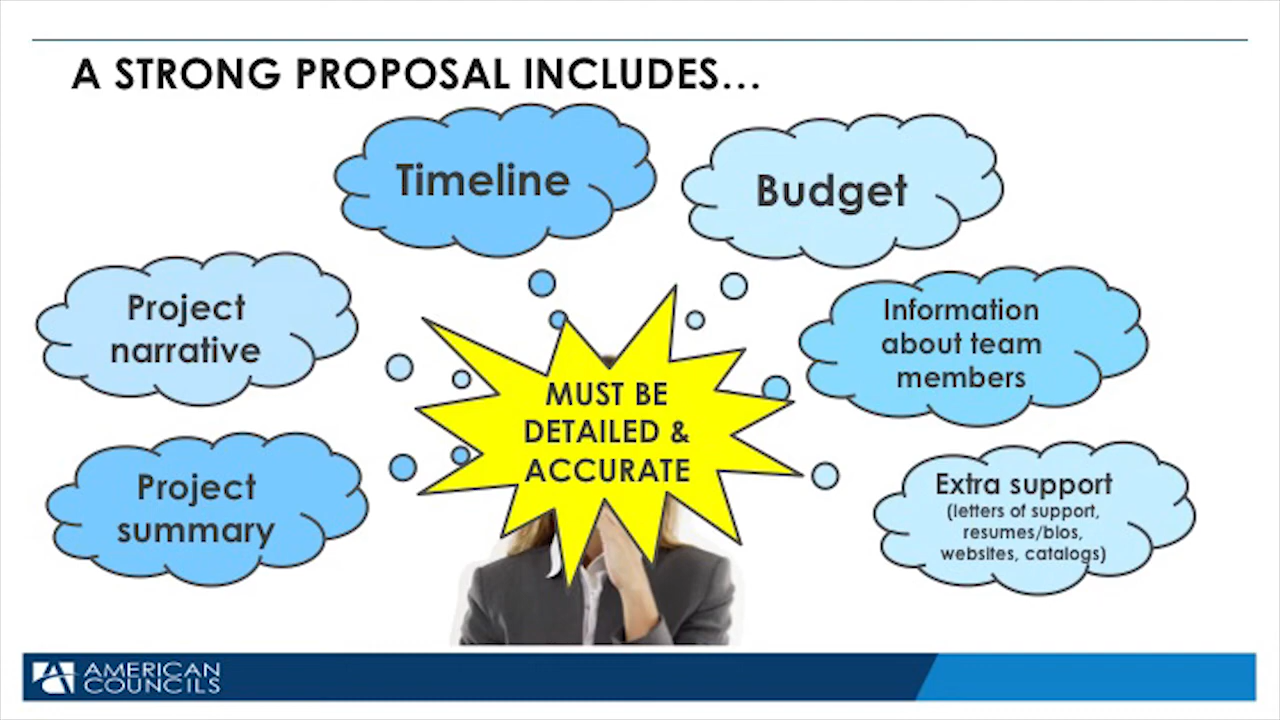 A STRONG PROPOSAL INCLUDES...
Timeline
Budget
Project
narrative
Information
about team
members
MUST BE
DETAILED &
ACCURATE
Project
summary
Extra support
(letters of support,
resumes/bios,
websites, catalogs)
AMERICAN
COUNCILS